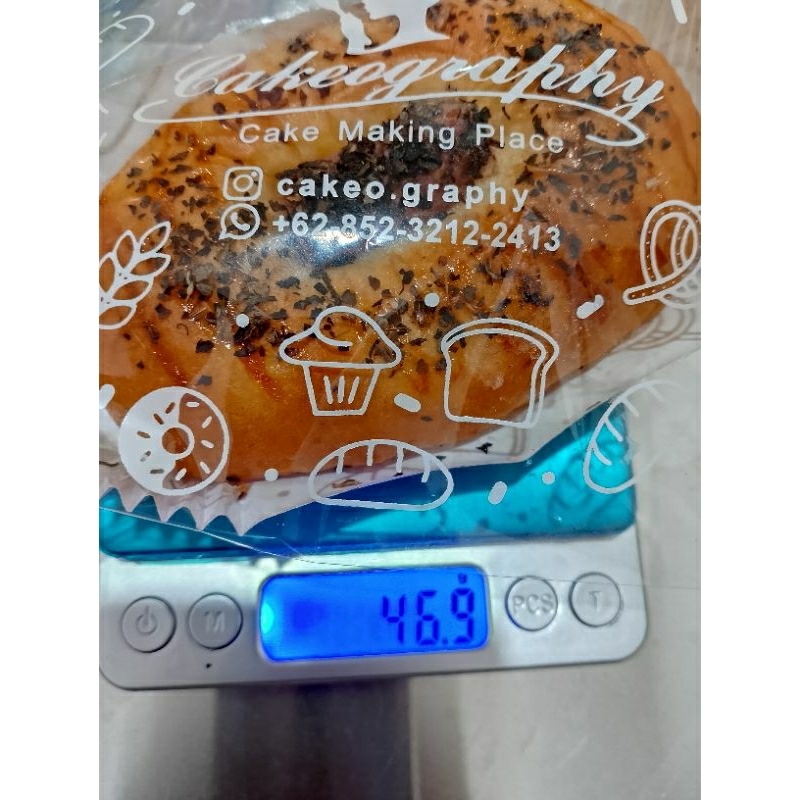 Cakeography
Cake Making Place
cakeo.graphy
+62-852-3212-2413
46.9
M
PCS
T